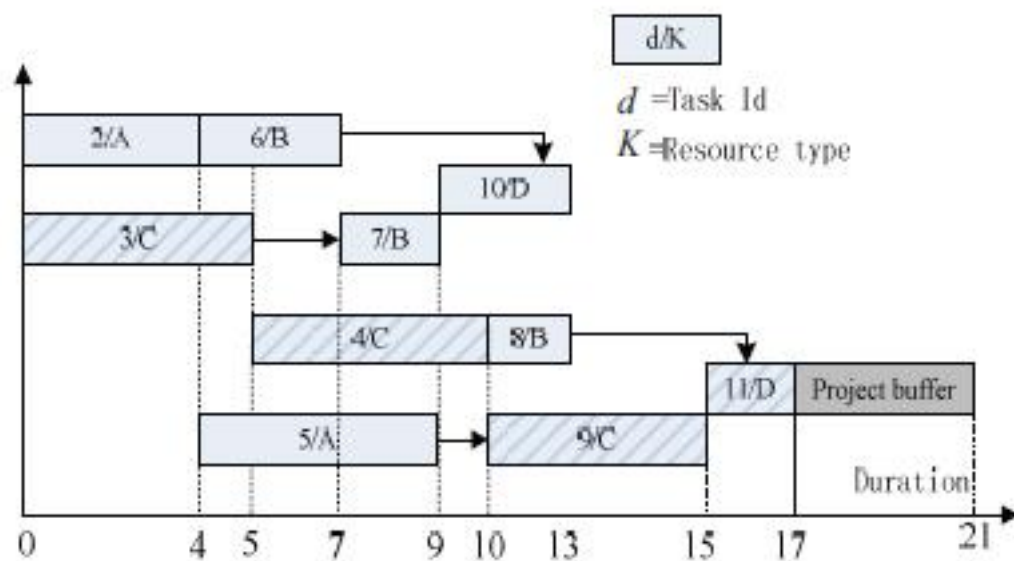 d/K
d =Task Id
K =Resource type
2/A 6/B
10/D
3/C 7/B
4/C 8/B
11/D Project buffer
5/A 9/C
Duration
0 4 5 7 9 10 13 15 17 21